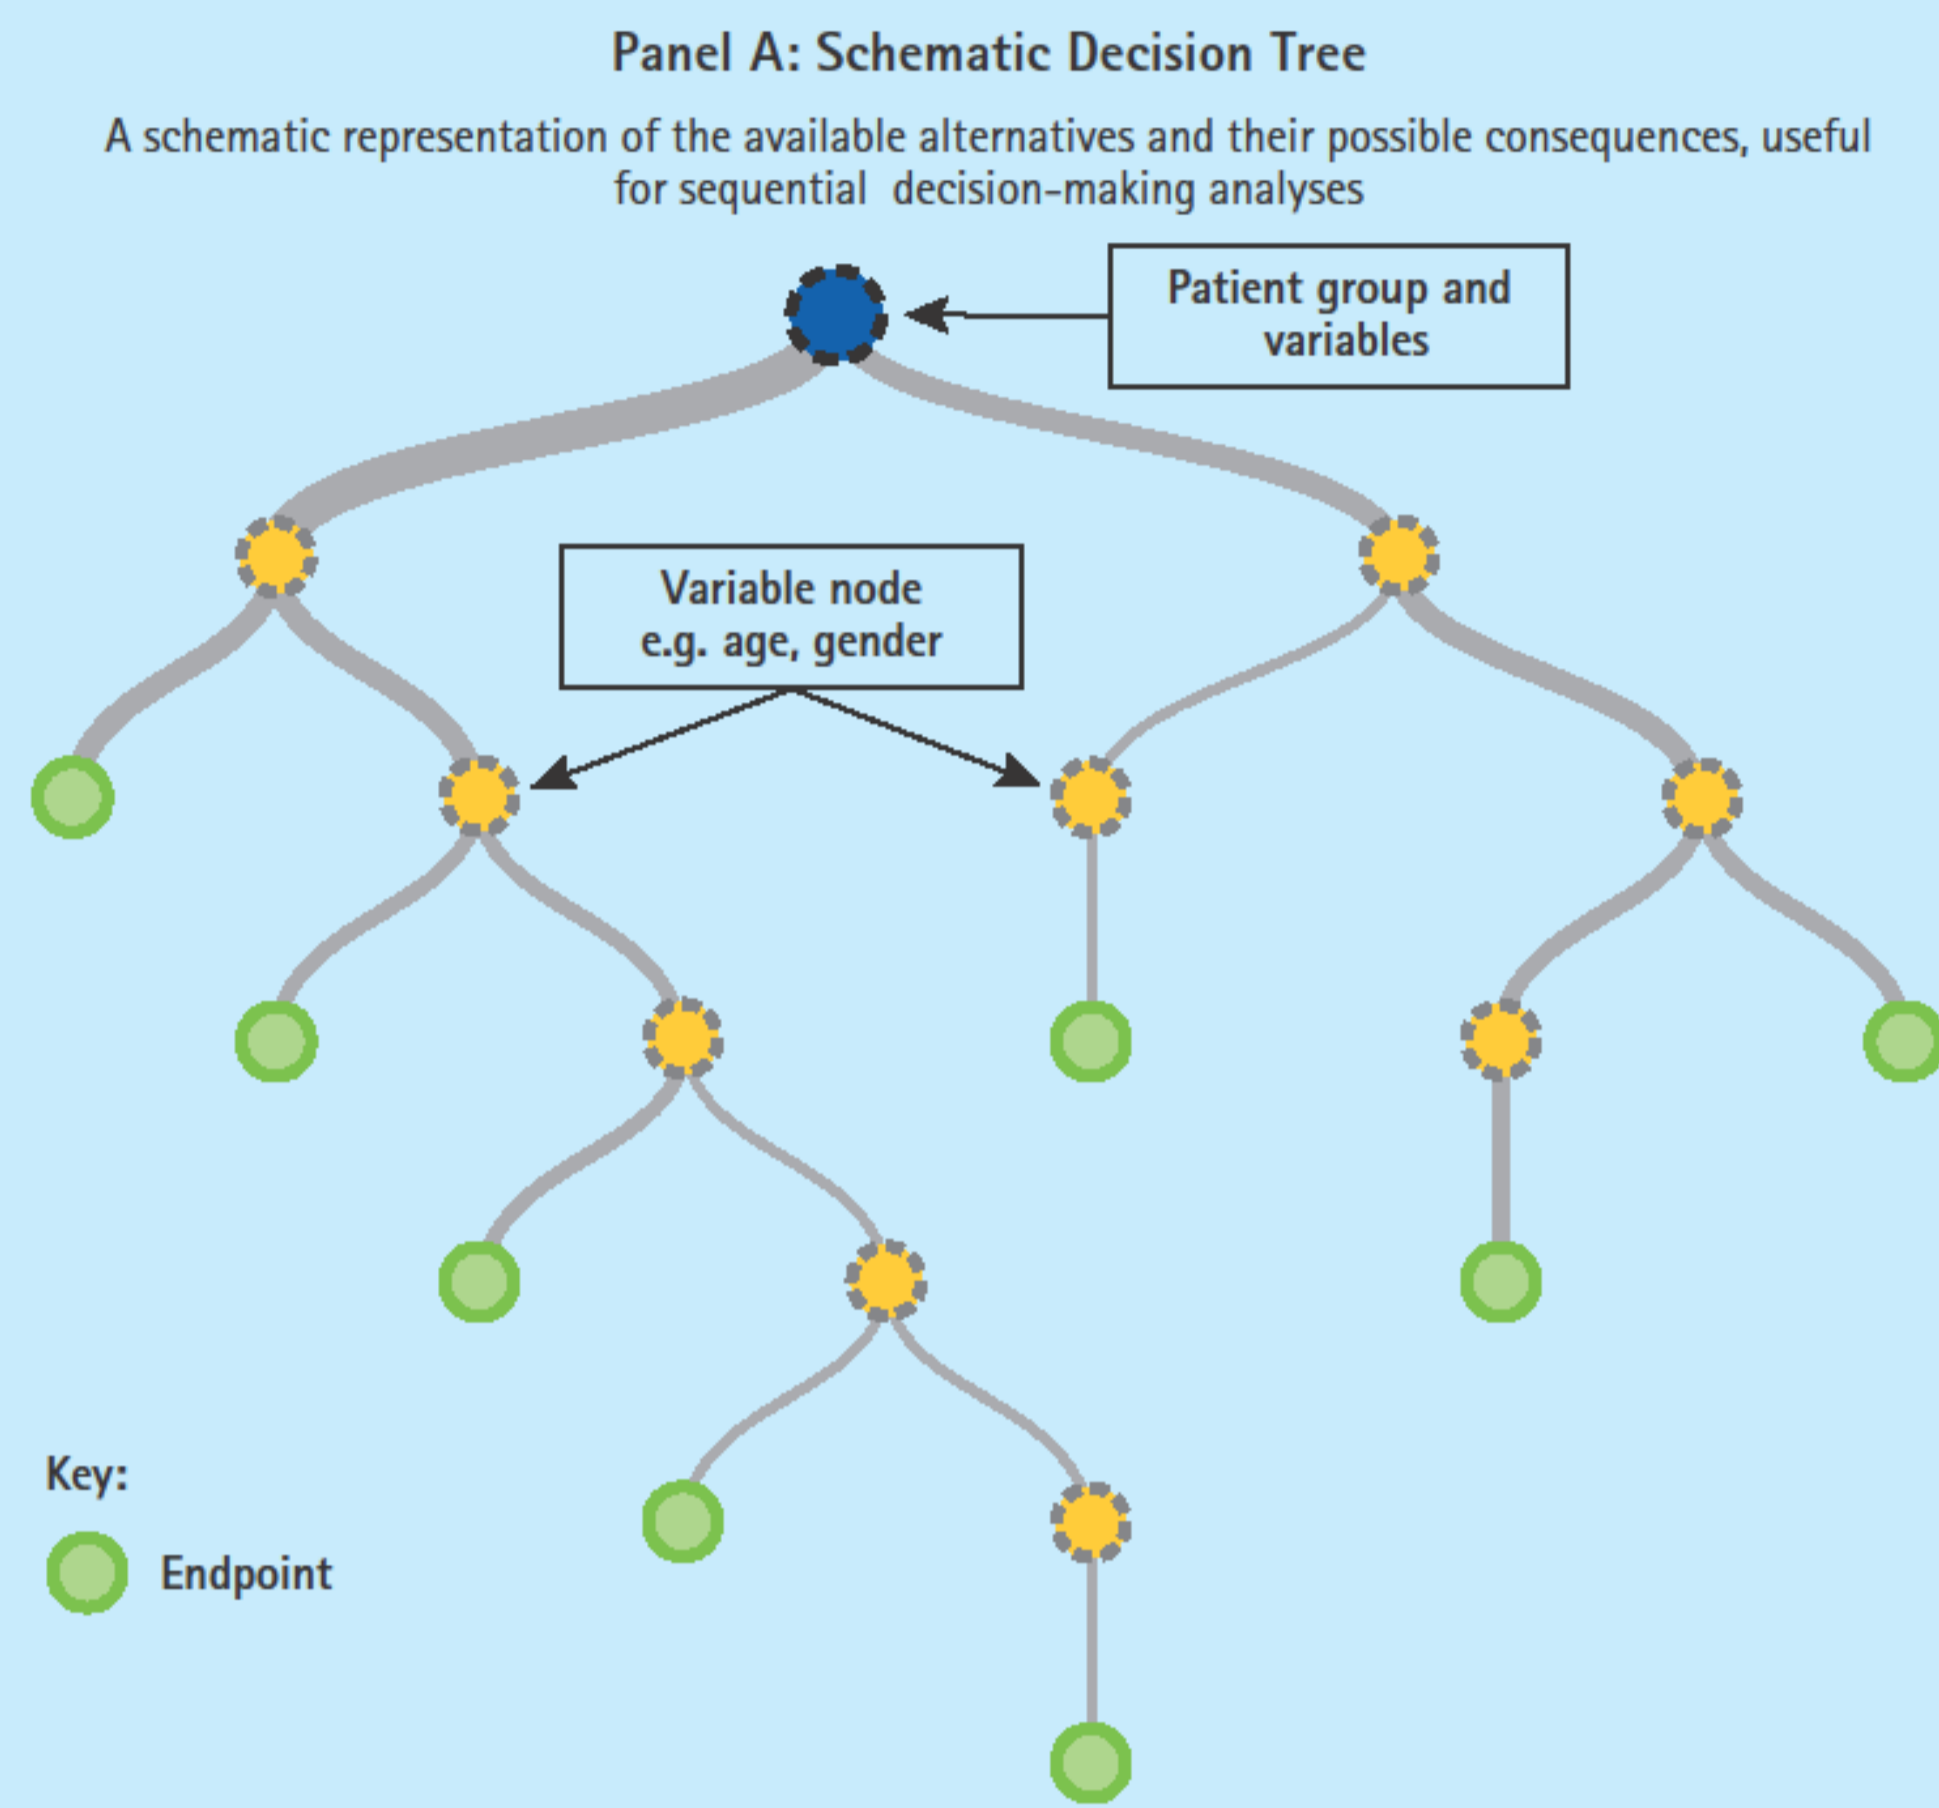 Panel A: Schematic Decision Tree
A schematic representation of the available alternatives and their possible consequences, useful
for sequential decision-making analyses
Patient group and
variables
Variable node
e.g. age, gender
Key:
Endpoint